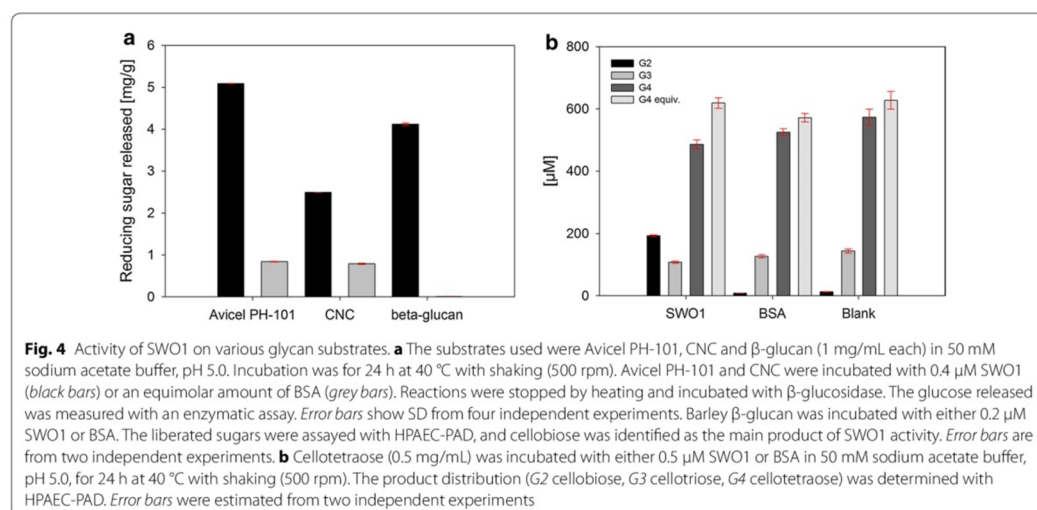 a
6
5
4
3
2
1
0
Reducing sugar released [mg/g]
Avicel PH-101 CNC beta-glucan
b
800
600
400
200
0
[µM]
G2
G3
G4
G4 equiv.
SWO1 BSA Blank
Fig. 4 Activity of SWO1 on various glycan substrates. a The substrates used were Avicel PH-101, CNC and β-glucan (1 mg/mL each) in 50 mM
sodium acetate buffer, pH 5.0. Incubation was for 24 h at 40 °C with shaking (500 rpm). Avicel PH-101 and CNC were incubated with 0.4 µM SWO1
(black bars) or an equimolar amount of BSA (grey bars). Reactions were stopped by heating and incubated with β-glucosidase. The glucose released
was measured with an enzymatic assay. Error bars show SD from four independent experiments. Barley β-glucan was incubated with either 0.2 µM
SWO1 or BSA. The liberated sugars were assayed with HPAEC-PAD, and cellobiose was identified as the main product of SWO1 activity. Error bars are
from two independent experiments. b Cellotetraose (0.5 mg/mL) was incubated with either 0.5 µM SWO1 or BSA in 50 mM sodium acetate buffer,
pH 5.0, for 24 h at 40 °C with shaking (500 rpm). The product distribution (G2 cellobiose, G3 cellotriose, G4 cellotetraose) was determined with
HPAEC-PAD. Error bars were estimated from two independent experiments